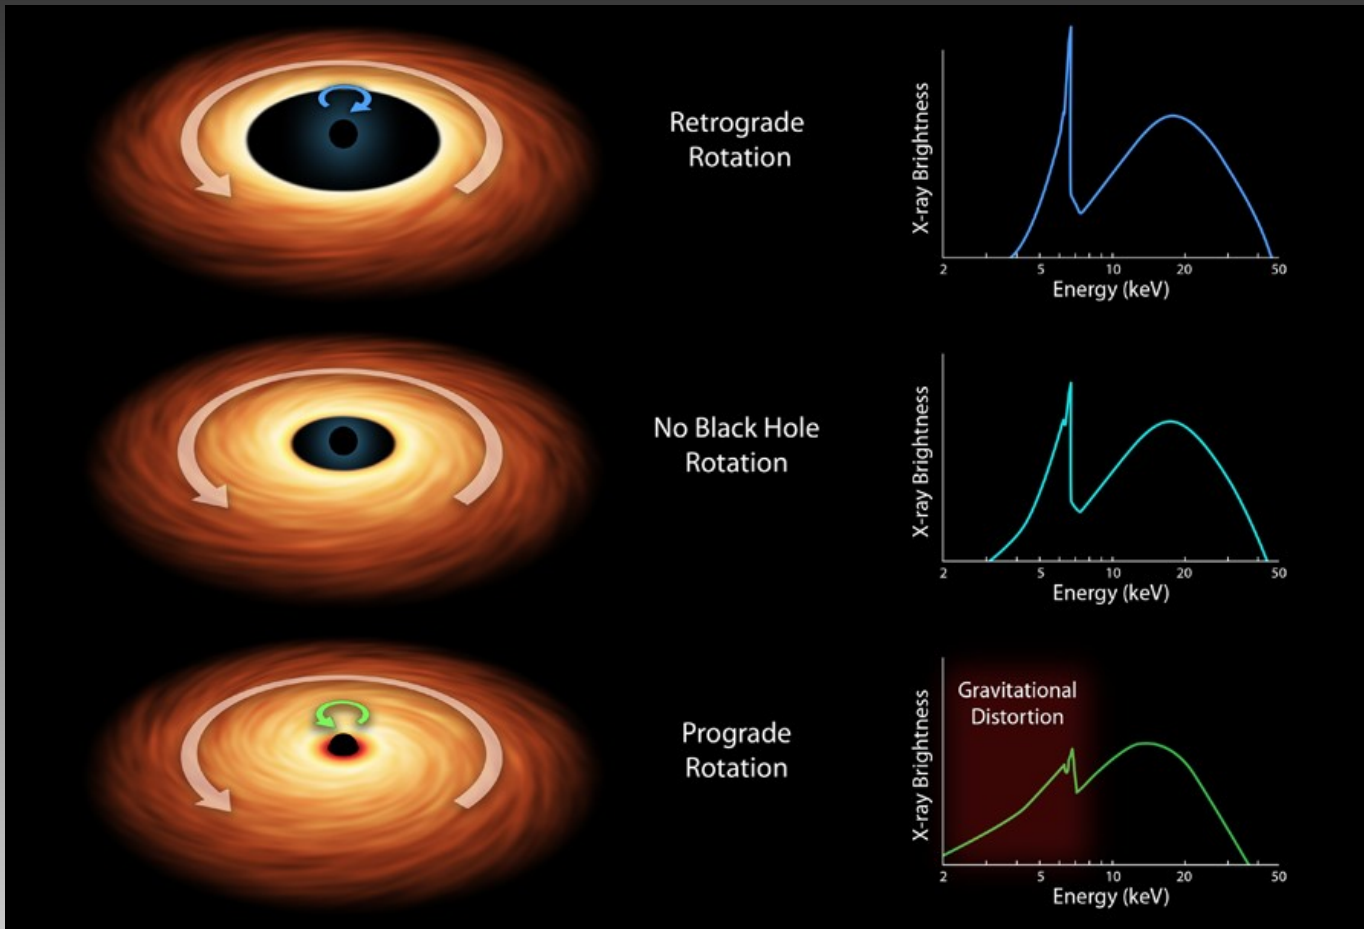 Retrograde
Rotation
X-ray Brightness
2 5 10 20 50
Energy (keV)
No Black Hole
Rotation
X-ray Brightness
2 5 10 20 50
Energy (keV)
Prograde
Rotation
Gravitational
Distortion
X-ray Brightness
2 5 10 20 50
Energy (keV)